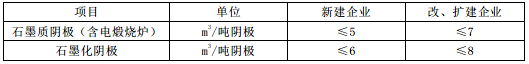 项目 单位 新建企业 改、扩建企业
石墨质阴极（含电煅烧炉） m³/吨阴极 ≤5 ≤7
石墨化阴极 m³/吨阴极 ≤6 ≤8